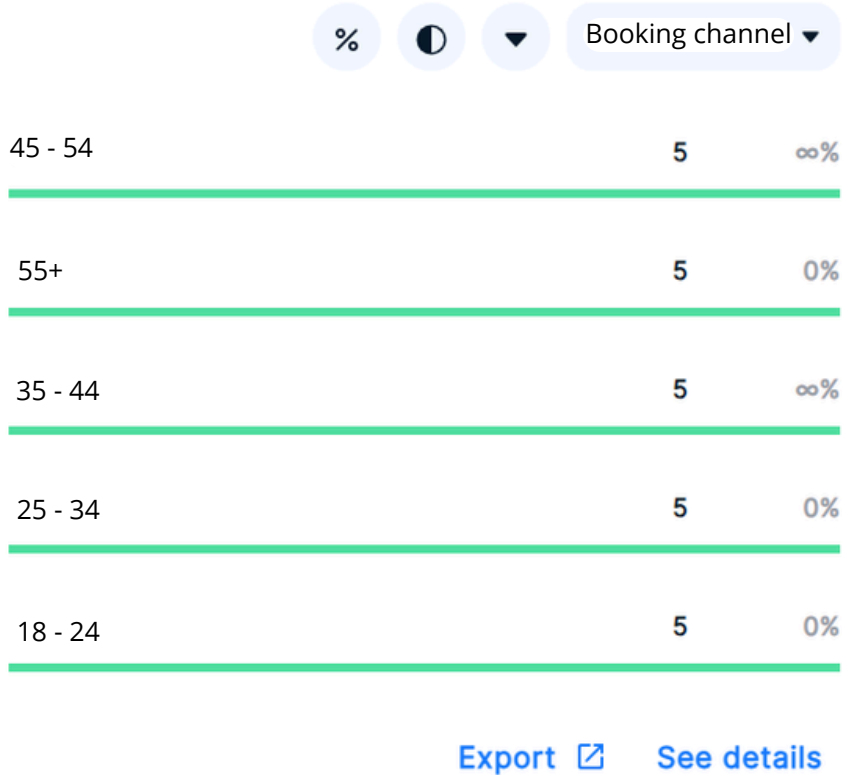 % Booking channel
45 - 54 5 ∞%
55+ 5 0%
35 - 44 5 ∞%
25 - 34 5 0%
18 - 24 5 0%
Export See details